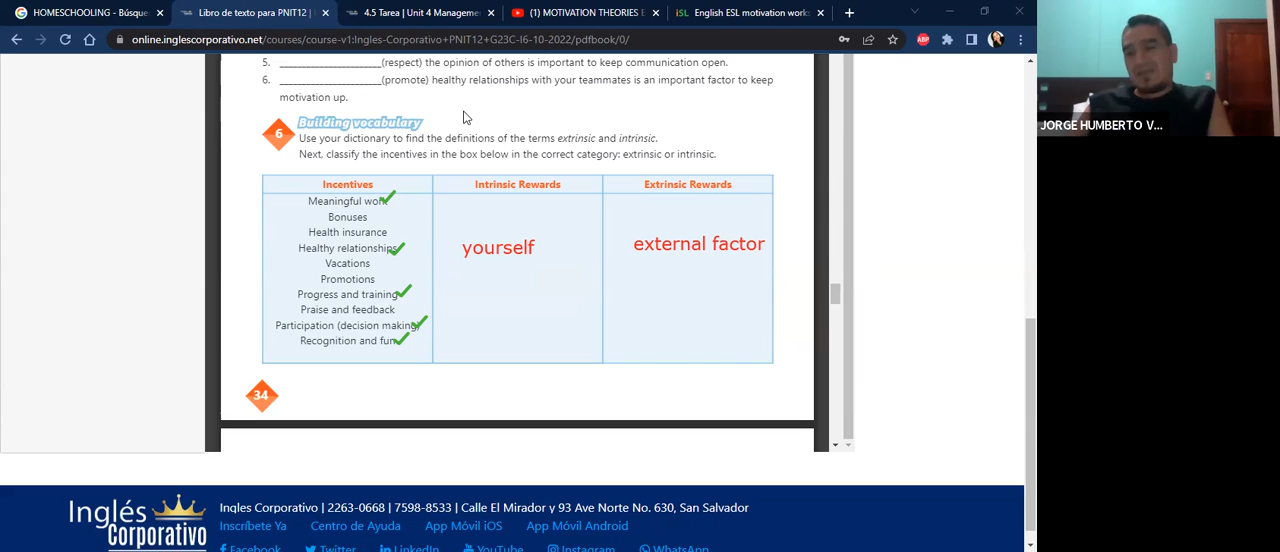 HOMESCHOOLING - Búsque
Libro de texto para PNIT12 |
4.5 Tarea | Unit 4 Managemer
(1) MOTIVATION THEORIES E
English ESL motivation works
online.inglescorporativo.net/courses/course-v1:Ingles-Corporativo+PNIT12+G23C-I6-10-2022/pdfbook/0/
ABP
JORGE HUMBERTO V...
5. ______________________(respect) the opinion of others is important to keep communication open.
6. ______________________(promote) healthy relationships with your teammates is an important factor to keep
motivation up.
6
Building vocabulary
Use your dictionary to find the definitions of the terms extrinsic and intrinsic.
Next, classify the incentives in the box below in the correct category: extrinsic or intrinsic.
Incentives Intrinsic Rewards Extrinsic Rewards
Meaningful work
Bonuses
Health insurance
Healthy relationships
Vacations
Promotions
Progress and training
Praise and feedback
Participation (decision making)
Recognition and fun
yourself
external factor
34
Inglés
Corporativo
Ingles Corporativo | 2263-0668 | 7598-8533 | Calle El Mirador y 93 Ave Norte No. 630, San Salvador
Inscríbete Ya Centro de Ayuda App Móvil iOS App Móvil Android
Facebook Twitter LinkedIn YouTube Instagram WhatsApp